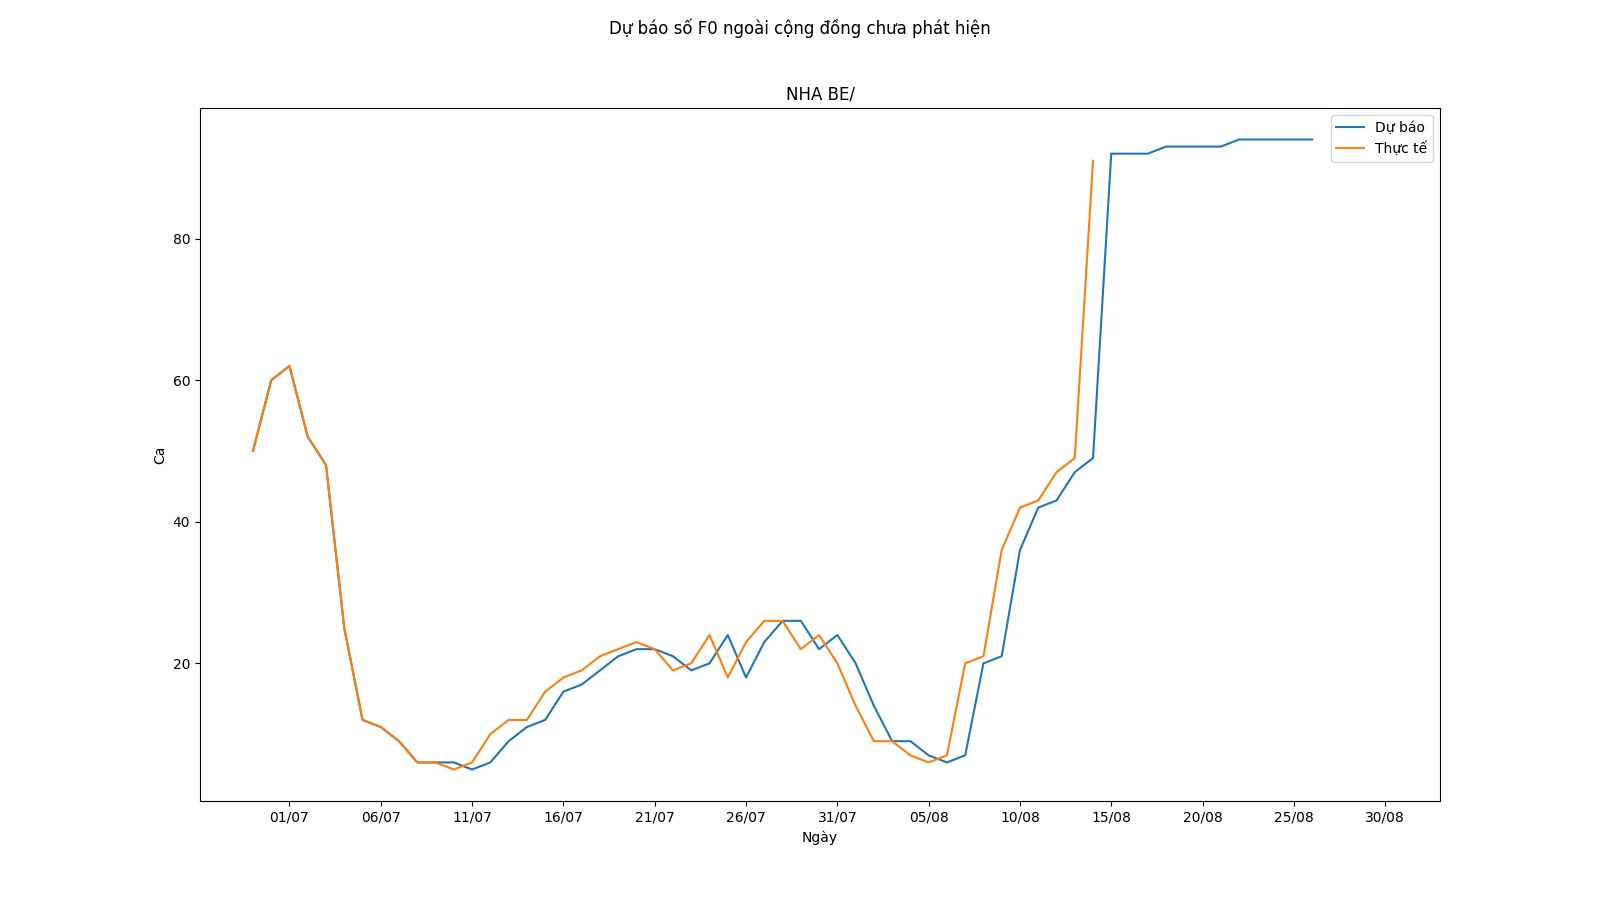 Dự báo số F0 ngoài cộng đồng chưa phát hiện
NHA BE/
Dự báo
Thực tế
80
60
40
20
Ca
01/07 06/07 11/07 16/07 21/07 26/07 31/07 05/08 10/08 15/08 20/08 25/08 30/08
Ngày